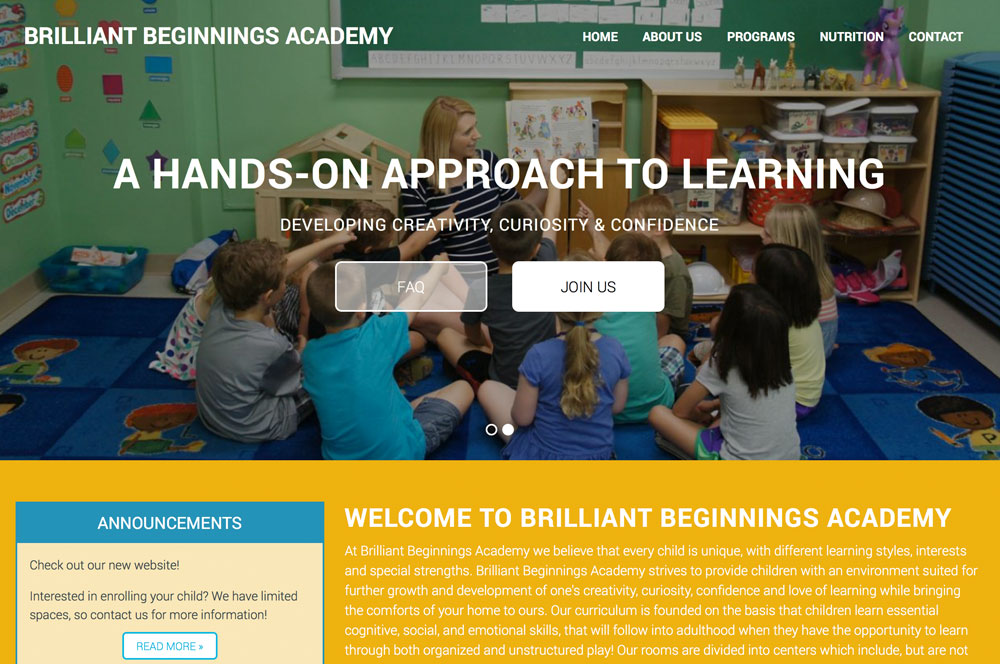 BRILLIANT BEGINNINGS ACADEMY
HOME ABOUT US PROGRAMS NUTRITION CONTACT
A HANDS-ON APPROACH TO LEARNING
DEVELOPING CREATIVITY, CURIOSITY & CONFIDENCE
FAQ JOIN US
ANNOUNCEMENTS
Check out our new website!
Interested in enrolling your child? We have limited
spaces, so contact us for more information!
READ MORE »
WELCOME TO BRILLIANT BEGINNINGS ACADEMY
At Brilliant Beginnings Academy we believe that every child is unique, with different learning styles, interests
and special strengths. Brilliant Beginnings Academy strives to provide children with an environment suited for
further growth and development of one's creativity, curiosity, confidence and love of learning while bringing
the comforts of your home to ours. Our curriculum is founded on the basis that children learn essential
cognitive, social, and emotional skills, that will follow into adulthood when they have the opportunity to learn
through both organized and unstructured play! Our rooms are divided into centers which include, but are not